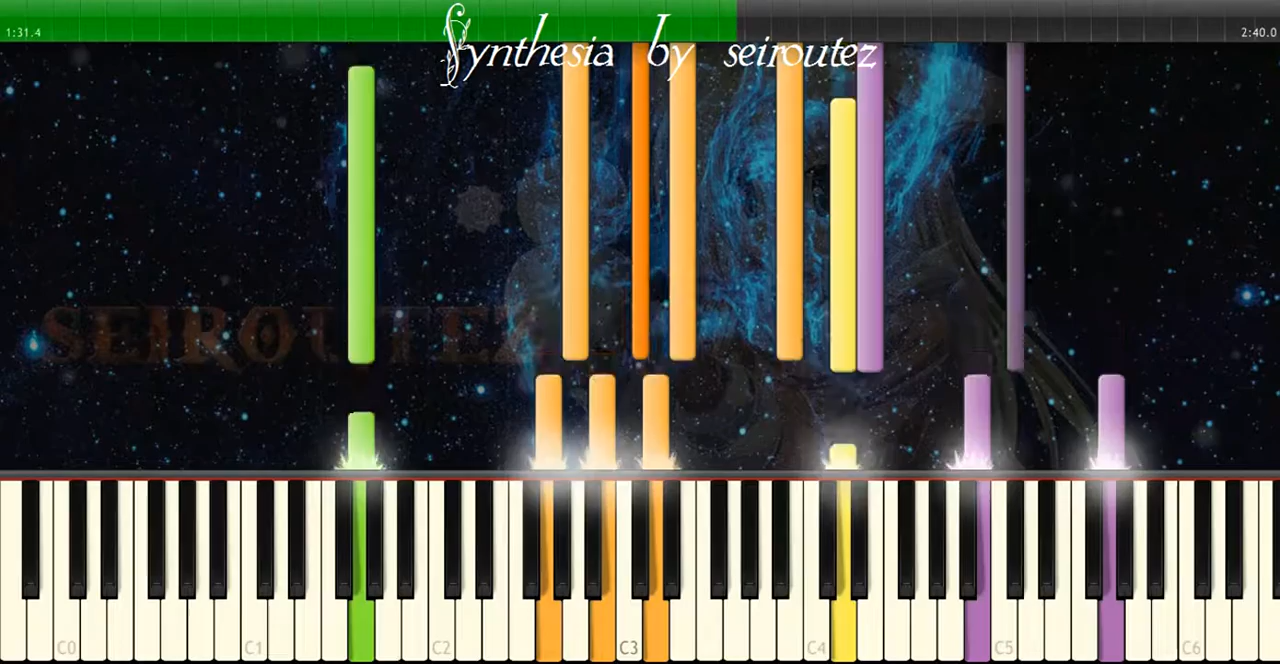 1:31.4
2:40.0
Synthesia by seiroutez
SEIROUTEZ
C0 C1 C2 C3 C4 C5 C6